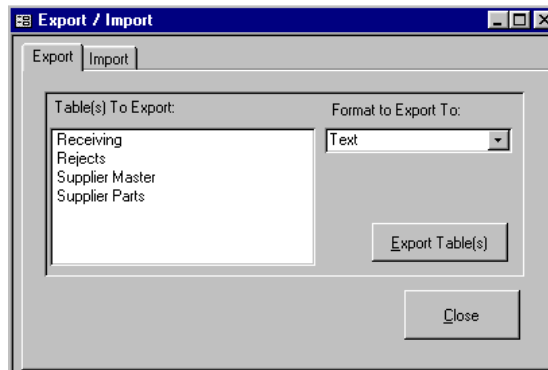 Export / Import
Export Import
Table(s) To Export:
Format to Export To:
Receiving
Rejects
Supplier Master
Supplier Parts
Text
Export Table(s)
Close